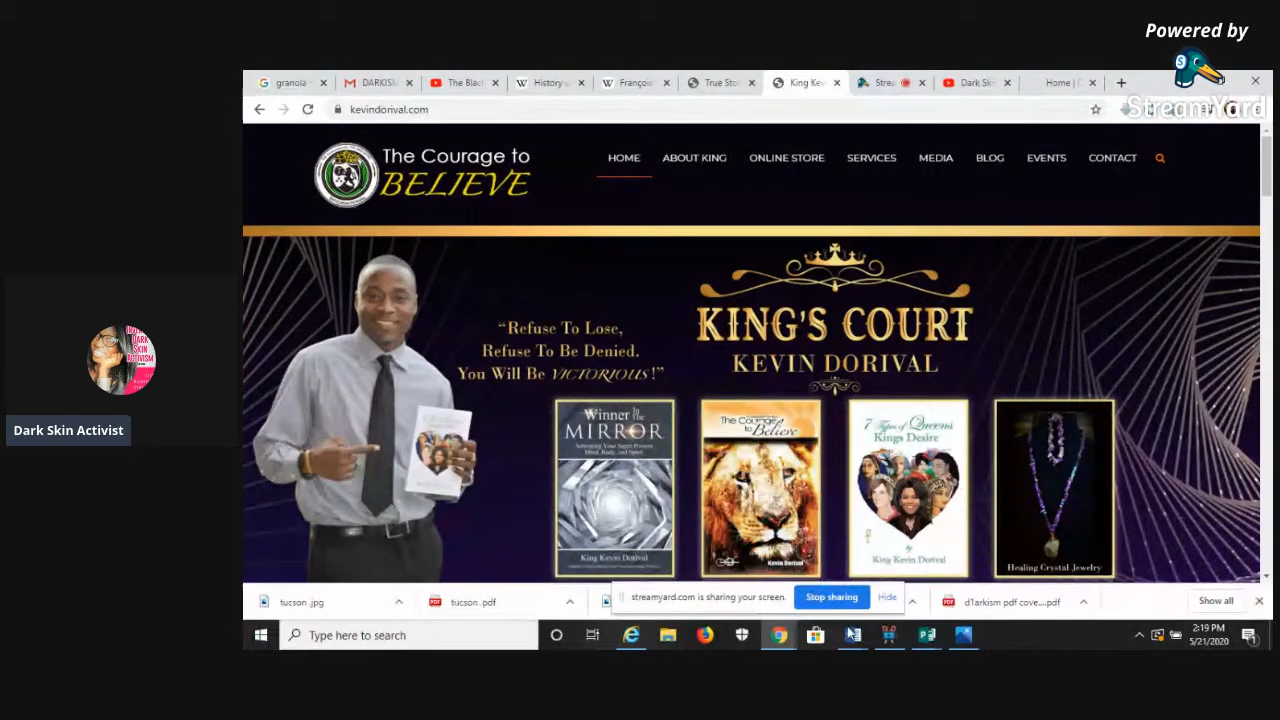 Powered by
StreamYard
granola
DARKISI
The Black
History
François
True Sto
King Kev
Strea
Dark Sk
Home | D
kevindorival.com
The Courage to
BELIEVE
HOME
ABOUT KING
ONLINE STORE
SERVICES
MEDIA
BLOG
EVENTS
CONTACT
"Refuse To Lose,
Refuse To Be Denied.
You Will Be VICTORIOUS!"
KING'S COURT
KEVIN DORIVAL
Winner In The
MIRROR
King Kevin Dorival
The Courage
to Believe
Kevin Dorival
7 Types of Queens
Kings Desire
by
King Kevin Dorival
Healing Crystal Jewelry
Dark Skin Activist
tucson .jpg
tucson .pdf
streamyard.com is sharing your screen.
Stop sharing
Hide
d1arkism pdf cove....pdf
Show all
Type here to search
2:19 PM
5/21/2020